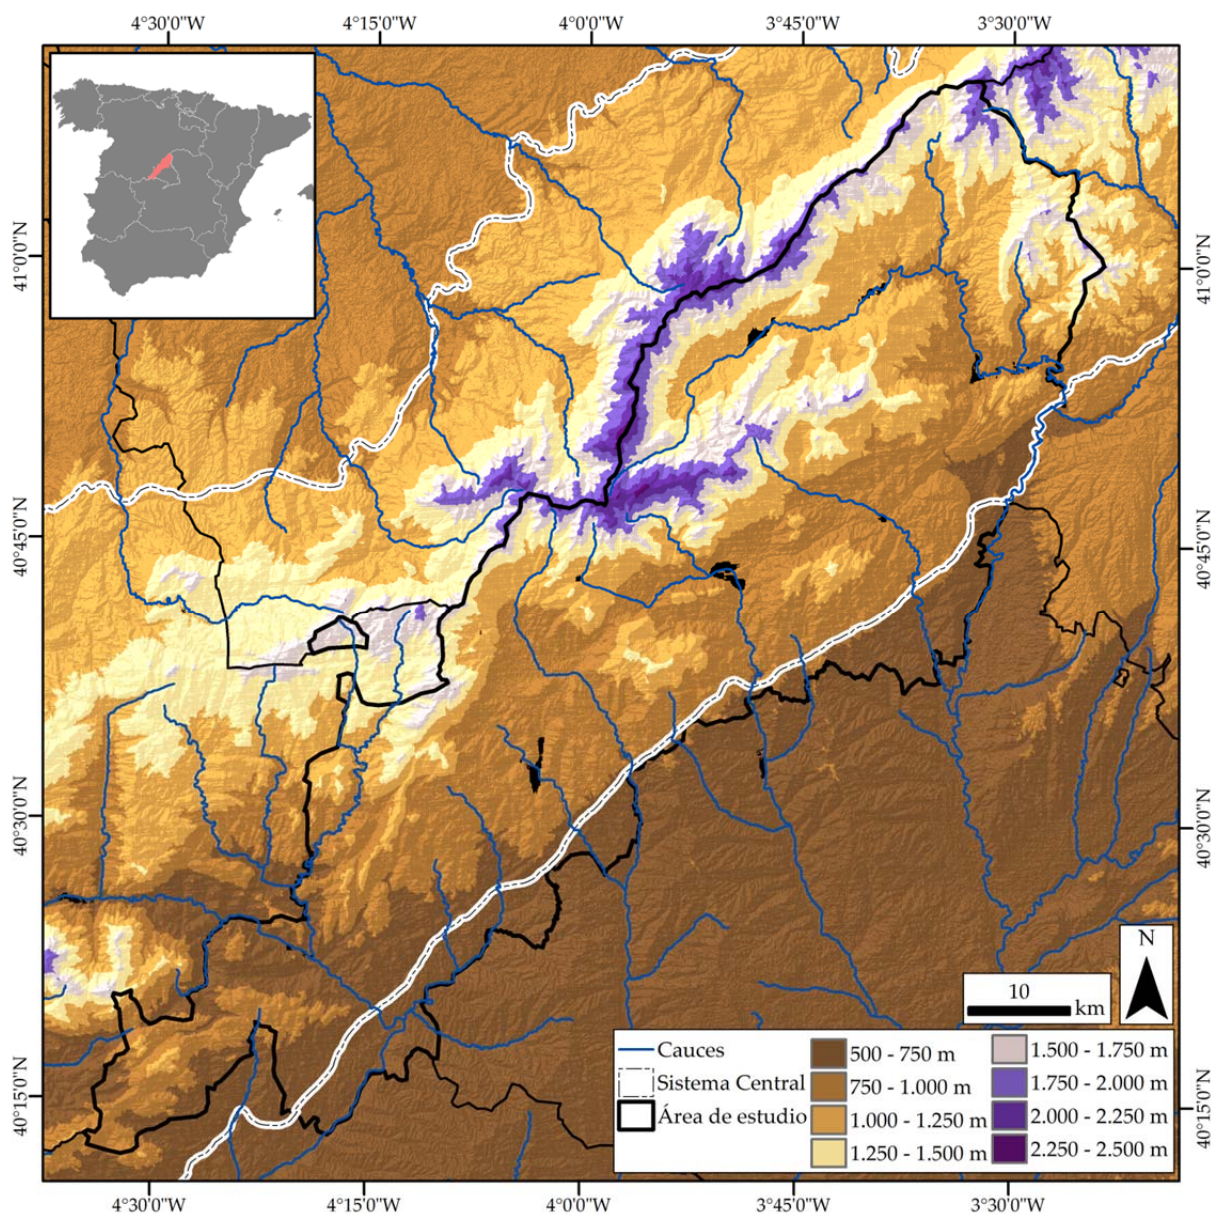 4°30'0"W 4°15'0"W 4°0'0"W 3°45'0"W 3°30'0"W
41°0'0"N
41°0'0"N
40°45'0"N
40°45'0"N
40°30'0"N
40°30'0"N
40°15'0"N
40°15'0"N
N
10
km
Cauces
Sistema Central
Área de estudio
500 - 750 m
750 - 1.000 m
1.000 - 1.250 m
1.250 - 1.500 m
1.500 - 1.750 m
1.750 - 2.000 m
2.000 - 2.250 m
2.250 - 2.500 m
4°30'0"W 4°15'0"W 4°0'0"W 3°45'0"W 3°30'0"W